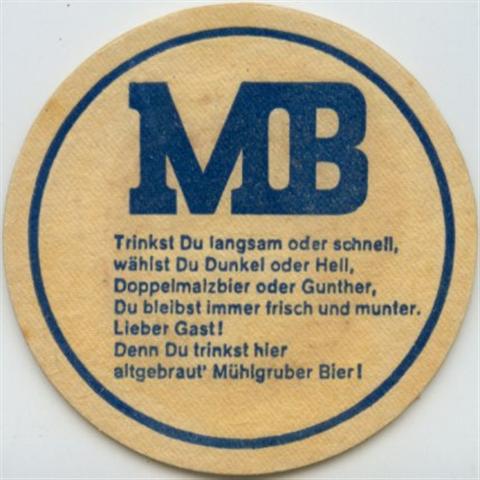 MB
Trinkst Du langsam oder schnell,
wählst Du Dunkel oder Hell,
Doppelmalzbier oder Gunther,
Du bleibst immer frisch und munter.
Lieber Gast!
Denn Du trinkst hier
altgebraut' Mühlgruber Bier!